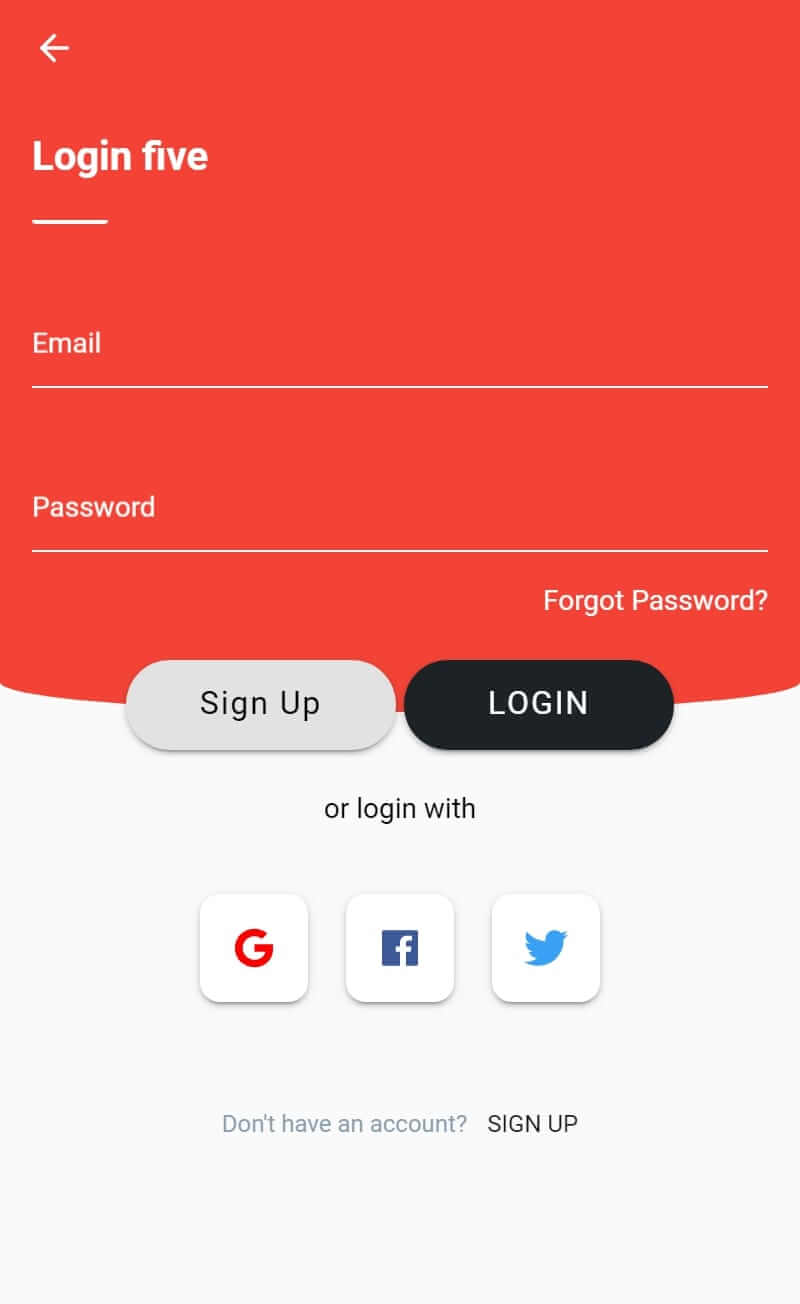 Login five
Email
Password
Forgot Password?
Sign Up LOGIN
or login with
Don't have an account? SIGN UP